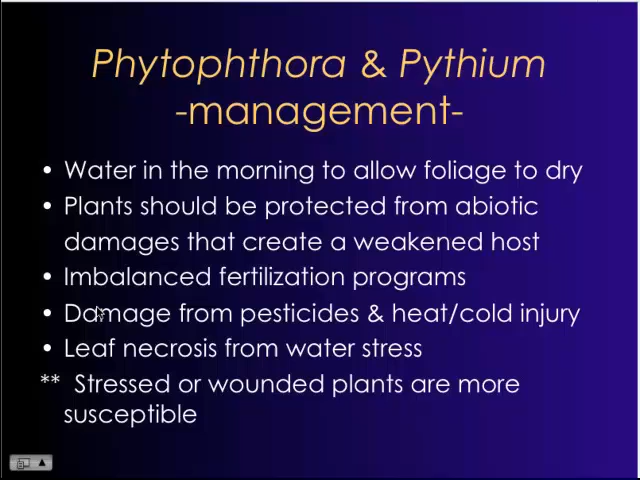 Phytophthora & Pythium
-management-
• Water in the morning to allow foliage to dry
• Plants should be protected from abiotic
damages that create a weakened host
• Imbalanced fertilization programs
• Damage from pesticides & heat/cold injury
• Leaf necrosis from water stress
** Stressed or wounded plants are more
susceptible